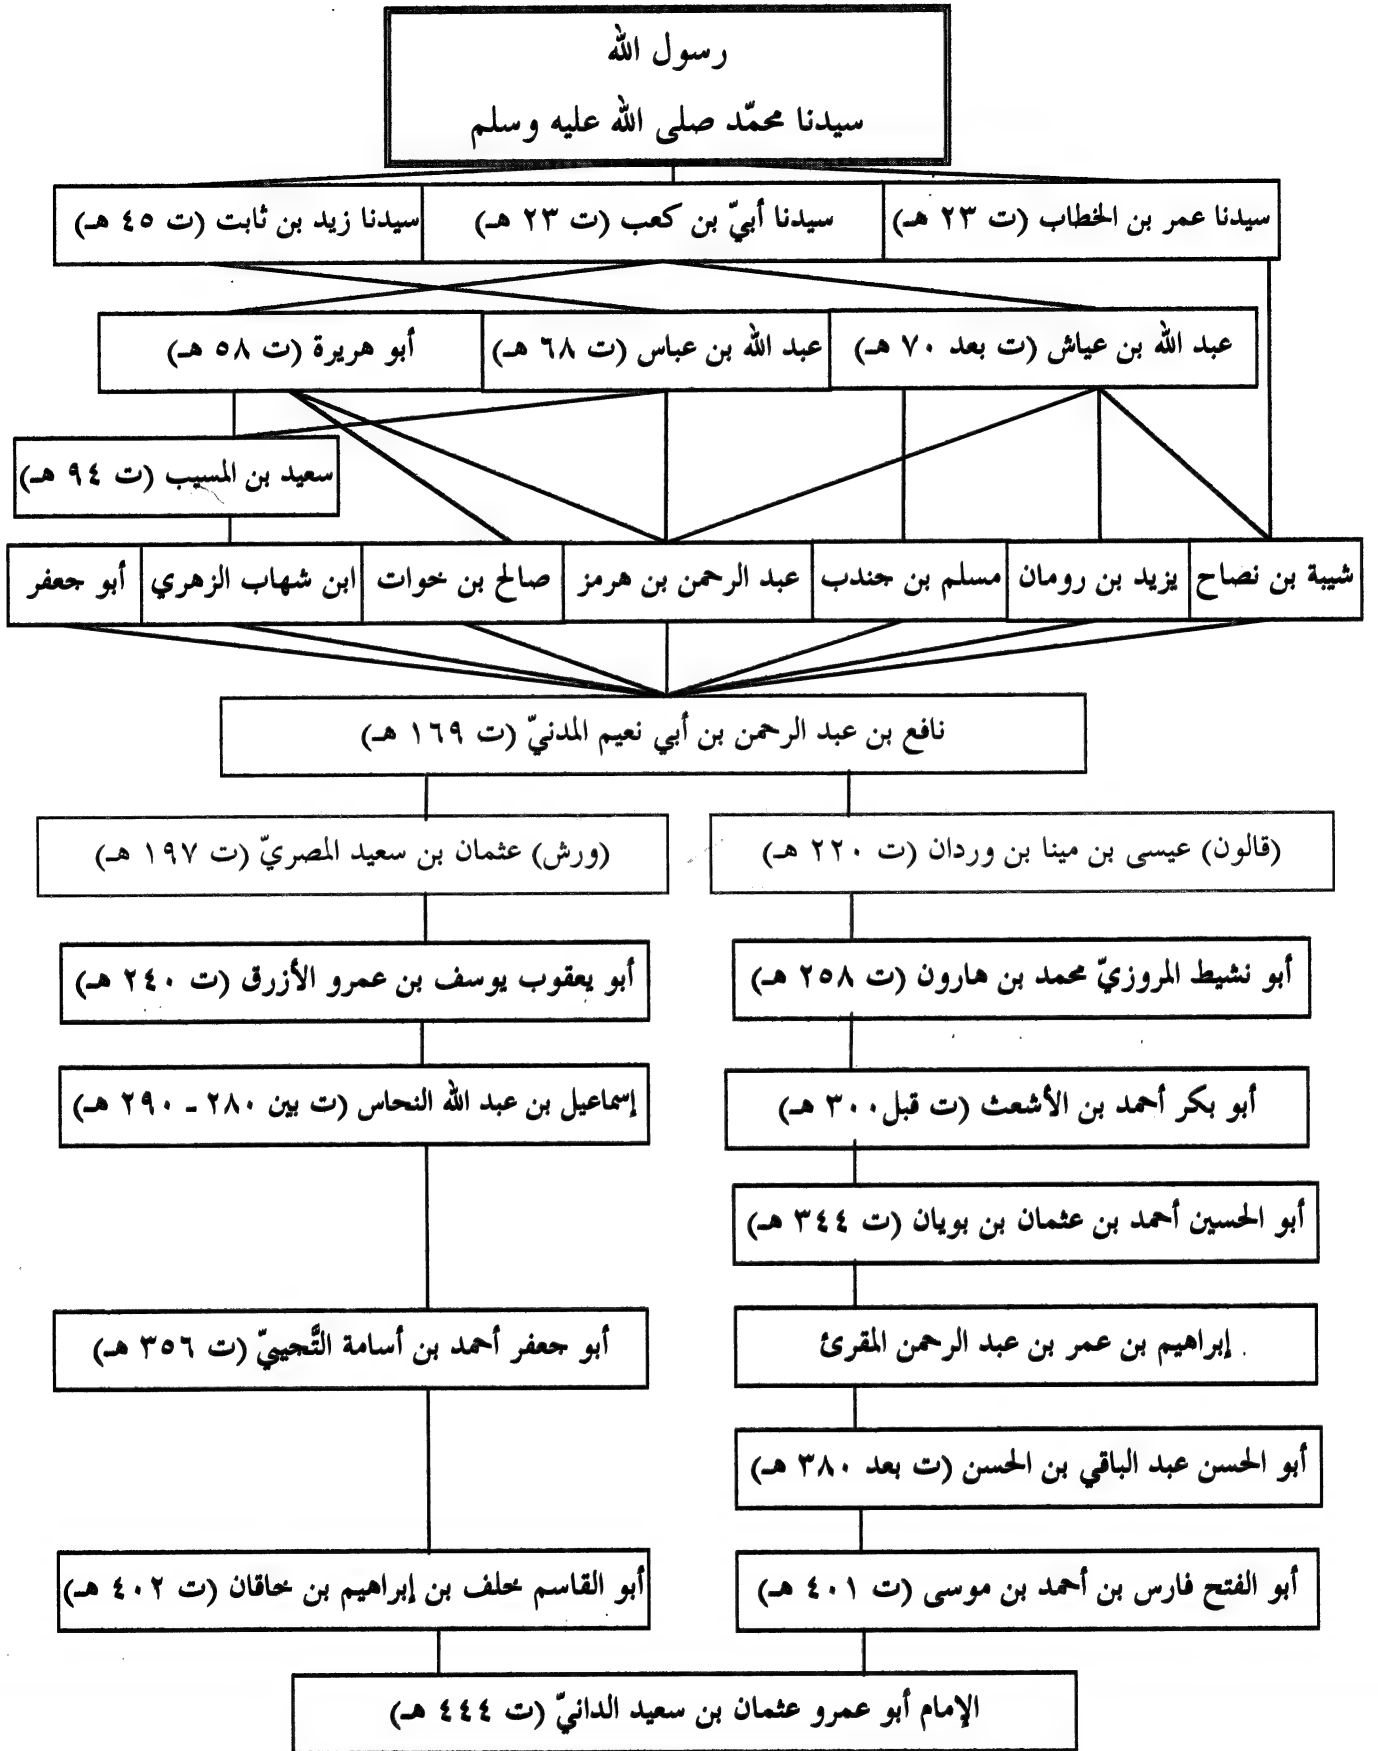 رسول الله
سيدنا محمّد صلى الله عليه وسلم
سيدنا عمر بن الخطاب (ت ٢٣ هـ)
سيدنا أبيّ بن كعب (ت ٢٣ هـ)
سيدنا زيد بن ثابت (ت ٤٥ هـ)
عبد الله بن عياش (ت بعد ٧٠ هـ)
عبد الله بن عباس (ت ٦٨ هـ)
أبو هريرة (ت ٥٨ هـ)
سعيد بن المسيب (ت ٩٤ هـ)
شيبة بن نصاح
يزيد بن رومان
مسلم بن جندب
عبد الرحمن بن هرمز
صالح بن خوات
ابن شهاب الزهري
أبو جعفر
نافع بن عبد الرحمن بن أبي نعيم المدنيّ (ت ١٦٩ هـ)
(قالون) عيسى بن مينا بن وردان (ت ٢٢٠ هـ)
(ورش) عثمان بن سعيد المصريّ (ت ١٩٧ هـ)
أبو نشيط المروزيّ محمد بن هارون (ت ٢٥٨ هـ)
أبو يعقوب يوسف بن عمرو الأزرق (ت ٢٤٠ هـ)
أبو بكر أحمد بن الأشعث (ت قبل٣٠٠ هـ)
إسماعيل بن عبد الله النحاس (ت بين ٢٨٠ ـ ٢٩٠ هـ)
أبو الحسين أحمد بن عثمان بن بويان (ت ٣٤٤ هـ)
إبراهيم بن عمر بن عبد الرحمن المقرئ
أبو جعفر أحمد بن أسامة التَّجيبيّ (ت ٣٥٦ هـ)
أبو الحسن عبد الباقي بن الحسن (ت بعد ٣٨٠ هـ)
أبو الفتح فارس بن أحمد بن موسى (ت ٤٠١ هـ)
أبو القاسم خلف بن إبراهيم بن خاقان (ت ٤٠٢ هـ)
الإمام أبو عمرو عثمان بن سعيد الدانيّ (ت ٤٤٤ هـ)